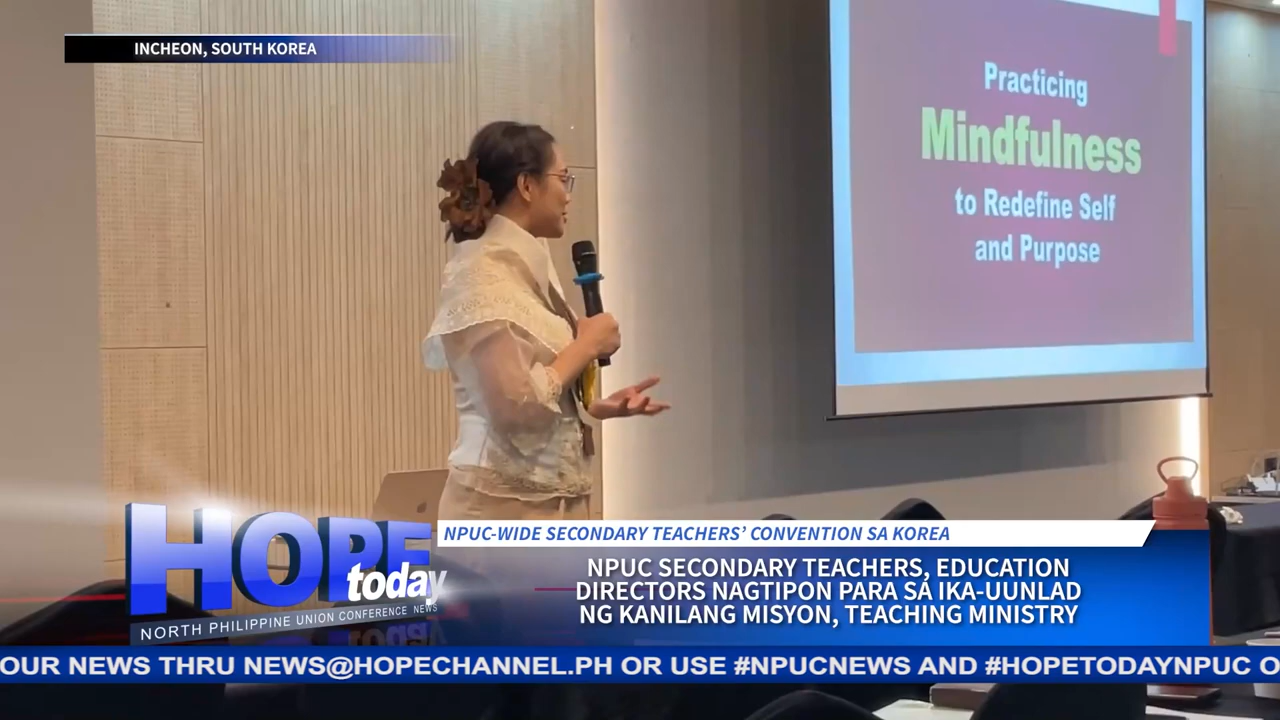 INCHEON, SOUTH KOREA
Practicing
Mindfulness
to Redefine Self
and Purpose
HOPE
today
NORTH PHILIPPINE UNION CONFERENCE NEWS
NPUC-WIDE SECONDARY TEACHERS’ CONVENTION SA KOREA
NPUC SECONDARY TEACHERS, EDUCATION
DIRECTORS NAGTIPON PARA SA IKA-UUNLAD
NG KANILANG MISYON, TEACHING MINISTRY
OUR NEWS THRU NEWS@HOPECHANNEL.PH OR USE #NPUCNEWS AND #HOPETODAYNPUC O